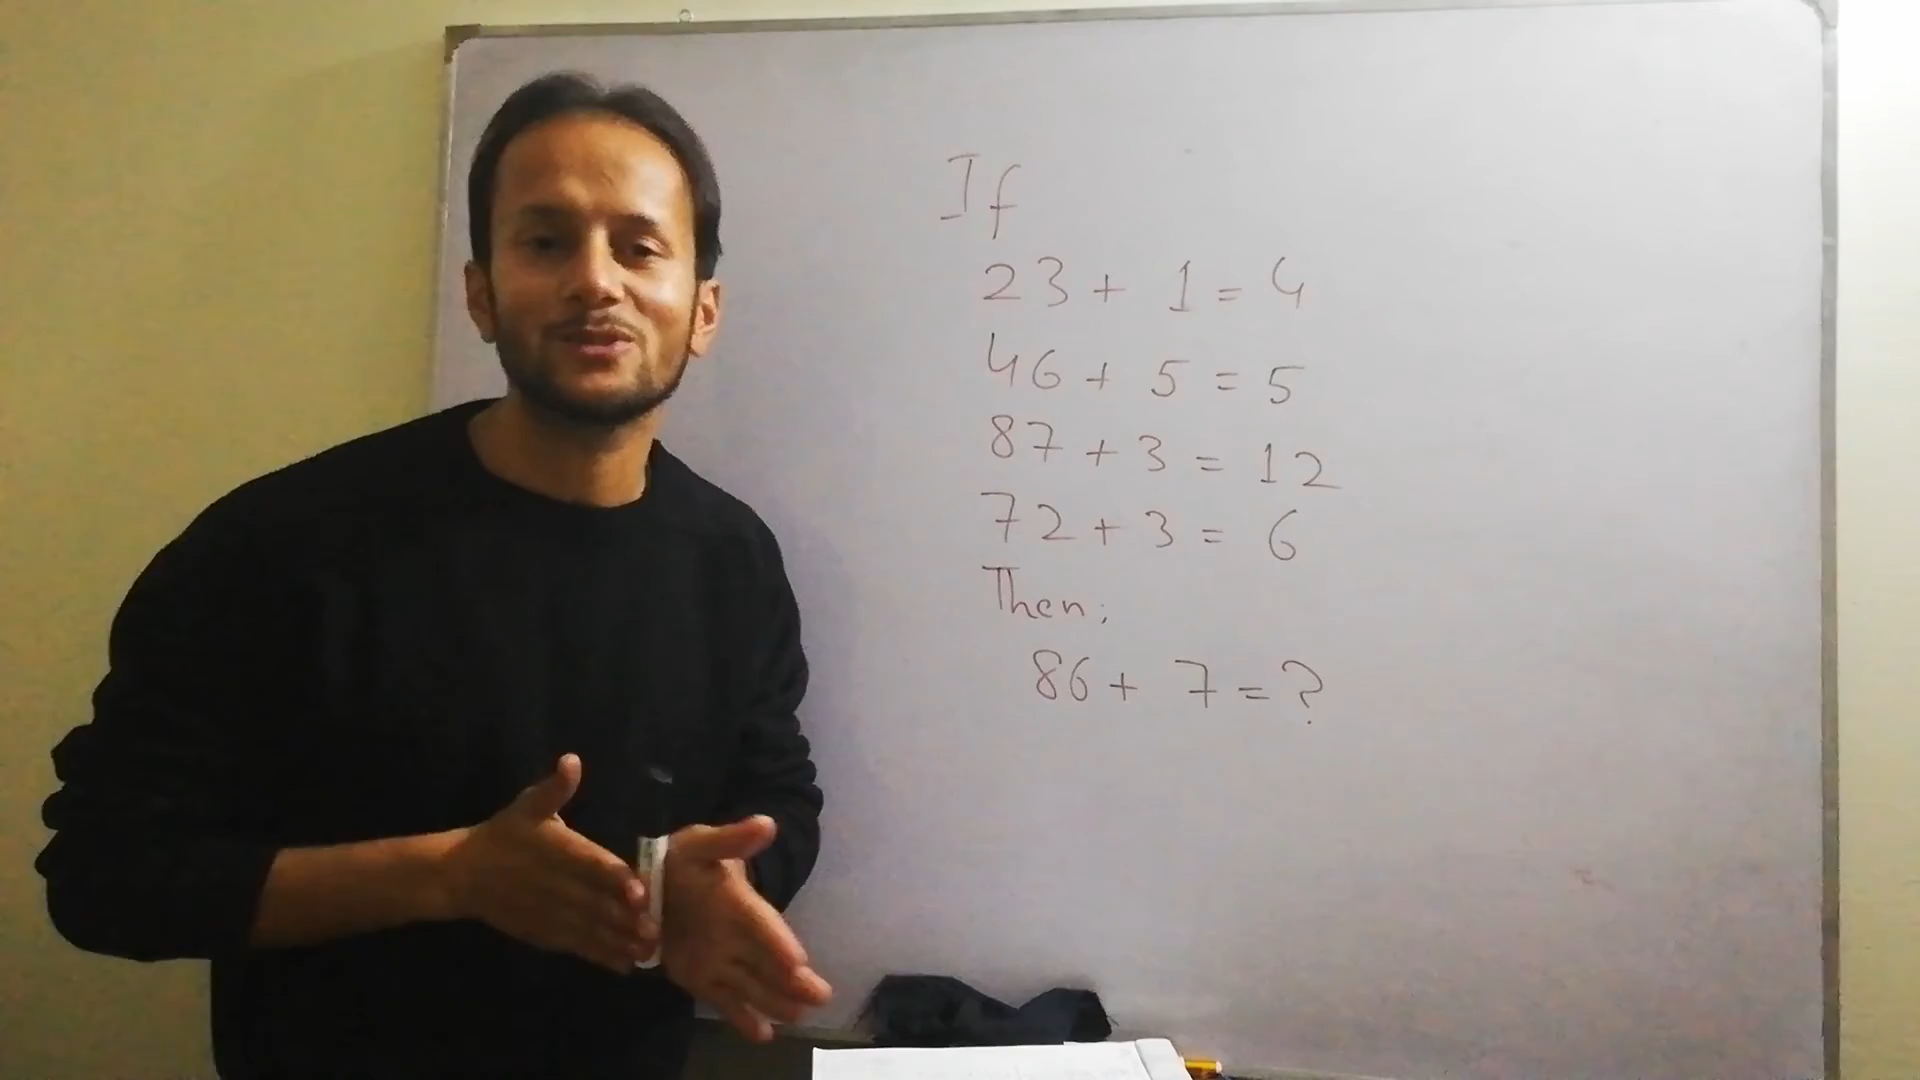 If
23 + 1 = 4
46 + 5 = 5
87 + 3 = 12
72 + 3 = 6
Then;
86 + 7 = ?